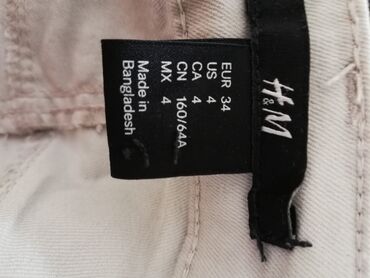 H&M
EUR 34
US 4
CA 4
CN 160/64A
MX 4
Made in
Bangladesh